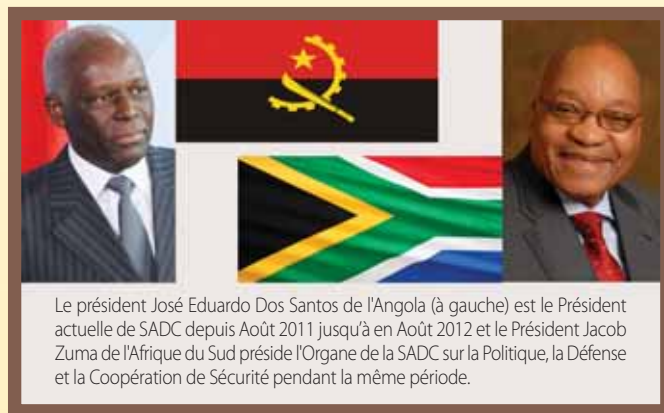 Le président José Eduardo Dos Santos de l'Angola (à gauche) est le Président
actuelle de SADC depuis Août 2011 jusqu'à en Août 2012 et le Président Jacob
Zuma de l'Afrique du Sud préside l'Organe de la SADC sur la Politique, la Défense
et la Coopération de Sécurité pendant la même période.